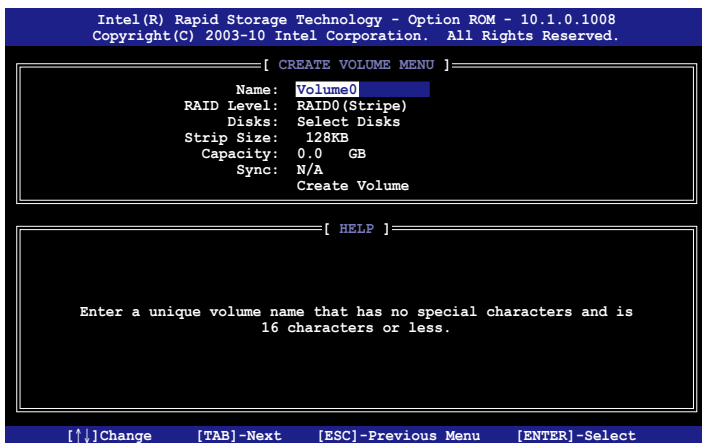 Intel(R) Rapid Storage Technology - Option ROM - 10.1.0.1008
Copyright(C) 2003-10 Intel Corporation. All Rights Reserved.
[ CREATE VOLUME MENU ]
Name: Volume0
RAID Level: RAID0(Stripe)
Disks: Select Disks
Strip Size: 128KB
Capacity: 0.0 GB
Sync: N/A
Create Volume
[ HELP ]
Enter a unique volume name that has no special characters and is
16 characters or less.
[↑↓]Change [TAB]-Next [ESC]-Previous Menu [ENTER]-Select